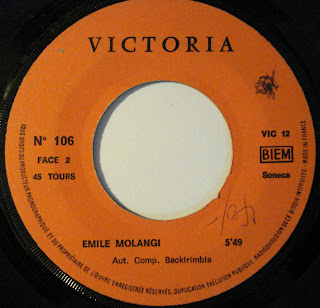 VICTORIA
N° 106
VIC 12
FACE 2
BIEM
45 TOURS
Soneca
EMILE MOLANGI 5'49
Aut. Comp. Backirimbia
TOUS DROITS DU PRODUCTEUR PHONOGRAPHIQUE ET DU PROPRIETAIRE DE L'ŒUVRE ENREGISTRÉE RÉSERVÉS. DUPLICATION EXÉCUTION PUBLIQUE RADIODIFFUSION DE CE DISQUE INTERDITES - MADE IN FRANCE